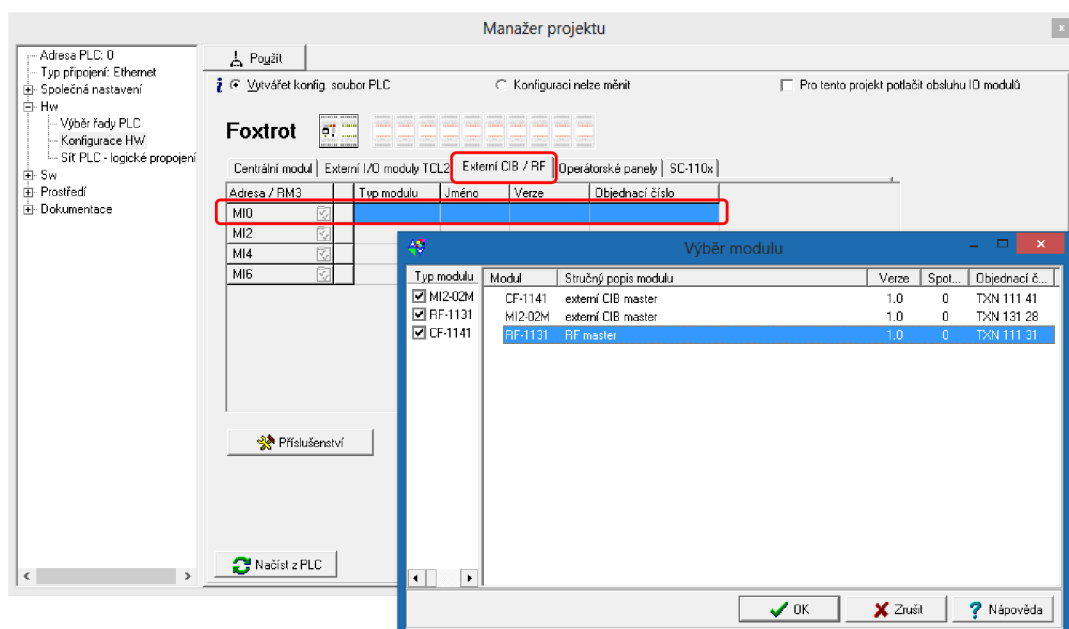 Manažer projektu
x
Adresa PLC: 0
Typ připojení: Ethernet
Společná nastavení
Hw
Výběr řady PLC
Konfigurace HW
Síť PLC - logické propojení
Sw
Prostředí
Dokumentace
Použít
Vytvářet konfig. soubor PLC
Konfiguraci nelze měnit
Pro tento projekt potlačit obsluhu IO modulů
Foxtrot
Centrální modul
Externí I/O moduly TCL2
Externí CIB / RF
Operátorské panely
SC-110x
Adresa / RM3 Typ modulu Jméno Verze Objednací číslo
MI0
MI2
MI4
MI6
Příslušenství
Načíst z PLC
Výběr modulu
Typ modulu
MI2-02M
RF-1131
CF-1141
Modul Stručný popis modulu Verze Spot... Objednací č...
CF-1141 externí CIB master 1.0 0 TXN 111 41
MI2-02M externí CIB master 1.0 0 TXN 131 28
RF-1131 RF master 1.0 0 TXN 111 31
OK
Zrušit
Nápověda